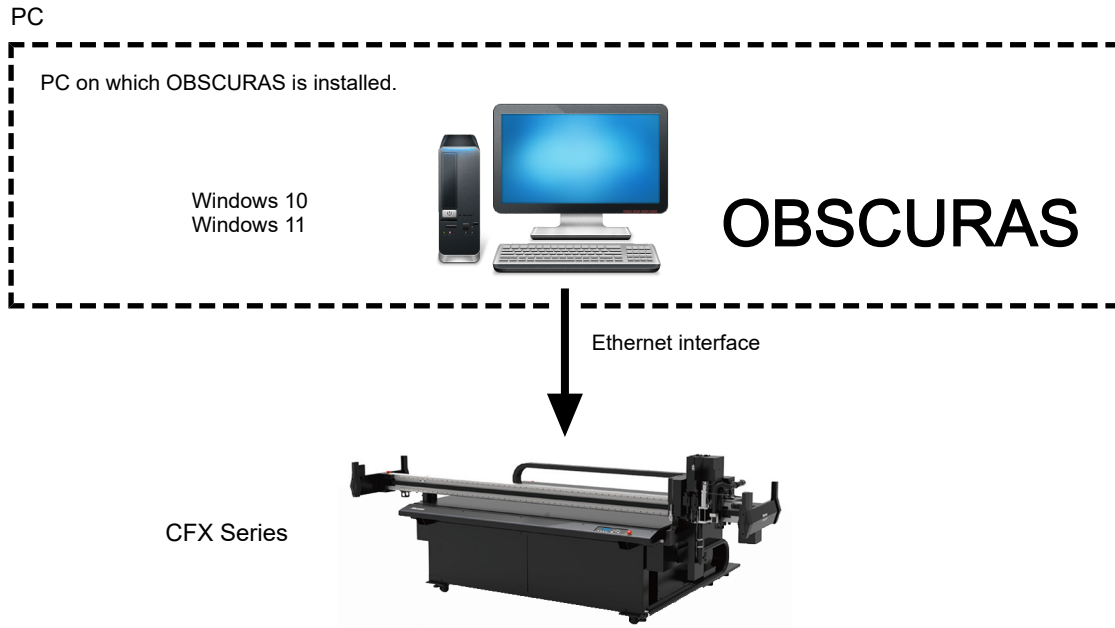 PC
PC on which OBSCURAS is installed.
Windows 10
Windows 11
OBSCURAS
Ethernet interface
CFX Series